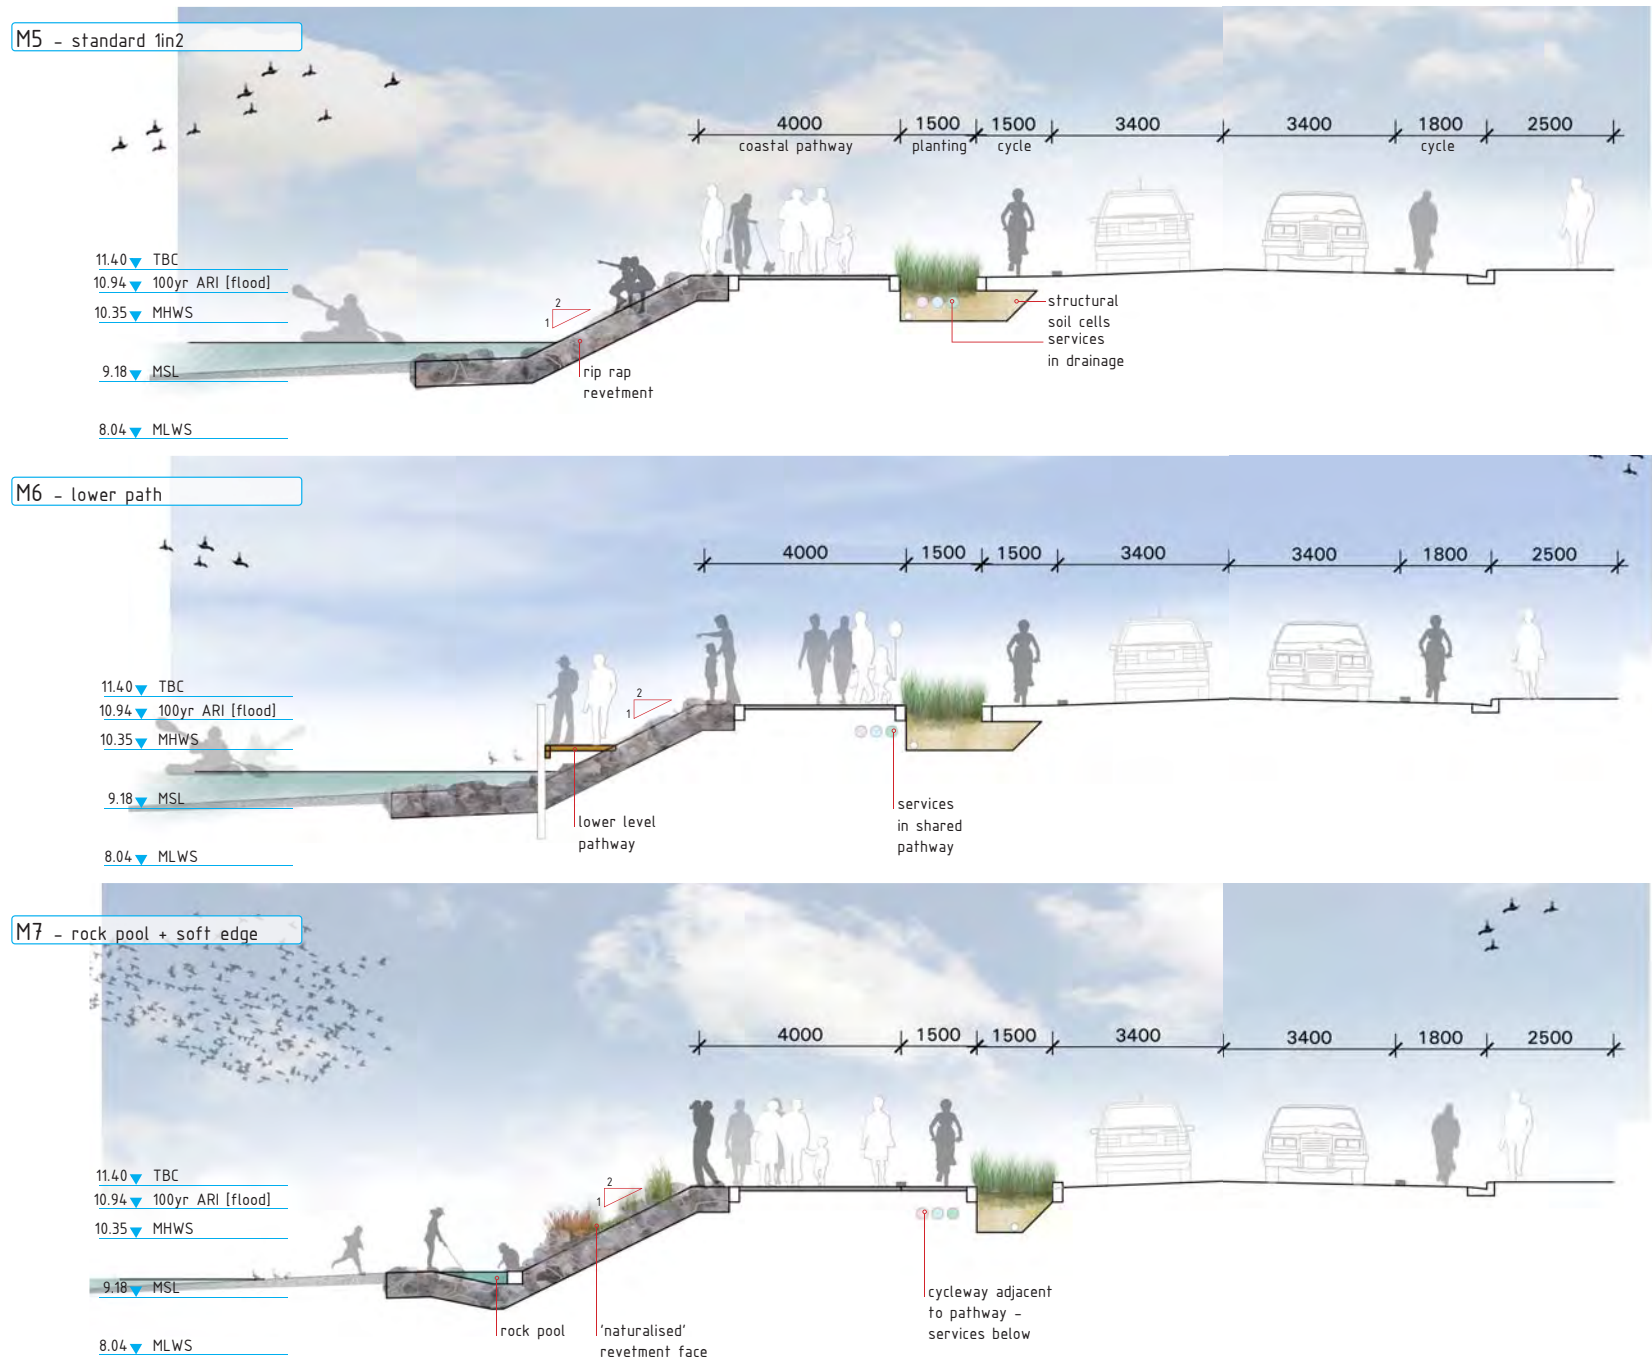 M5 - standard 1in2
4000 1500 1500 3400 3400 1800 2500
coastal pathway planting cycle cycle
11.40 TBC
10.94 100yr ARI [flood]
10.35 MHWS
9.18 MSL
8.04 MLWS
2
1
rip rap
revetment
structural
soil cells
services
in drainage
M6 - lower path
4000 1500 1500 3400 3400 1800 2500
11.40 TBC
10.94 100yr ARI [flood]
10.35 MHWS
9.18 MSL
8.04 MLWS
2
1
lower level
pathway
services
in shared
pathway
M7 - rock pool + soft edge
4000 1500 1500 3400 3400 1800 2500
11.40 TBC
10.94 100yr ARI [flood]
10.35 MHWS
9.18 MSL
8.04 MLWS
2
1
rock pool
'naturalised'
revetment face
cycleway adjacent
to pathway -
services below